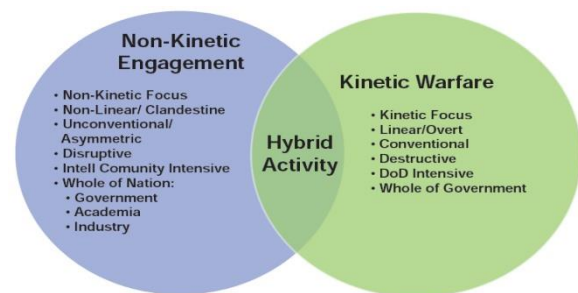 Non-Kinetic
Engagement
• Non-Kinetic Focus
• Non-Linear/ Clandestine
• Unconventional/
Asymmetric
• Disruptive
• Intell Comunity Intensive
• Whole of Nation:
• Government
• Academia
• Industry
Hybrid
Activity
Kinetic Warfare
• Kinetic Focus
• Linear/Overt
• Conventional
• Destructive
• DoD Intensive
• Whole of Government